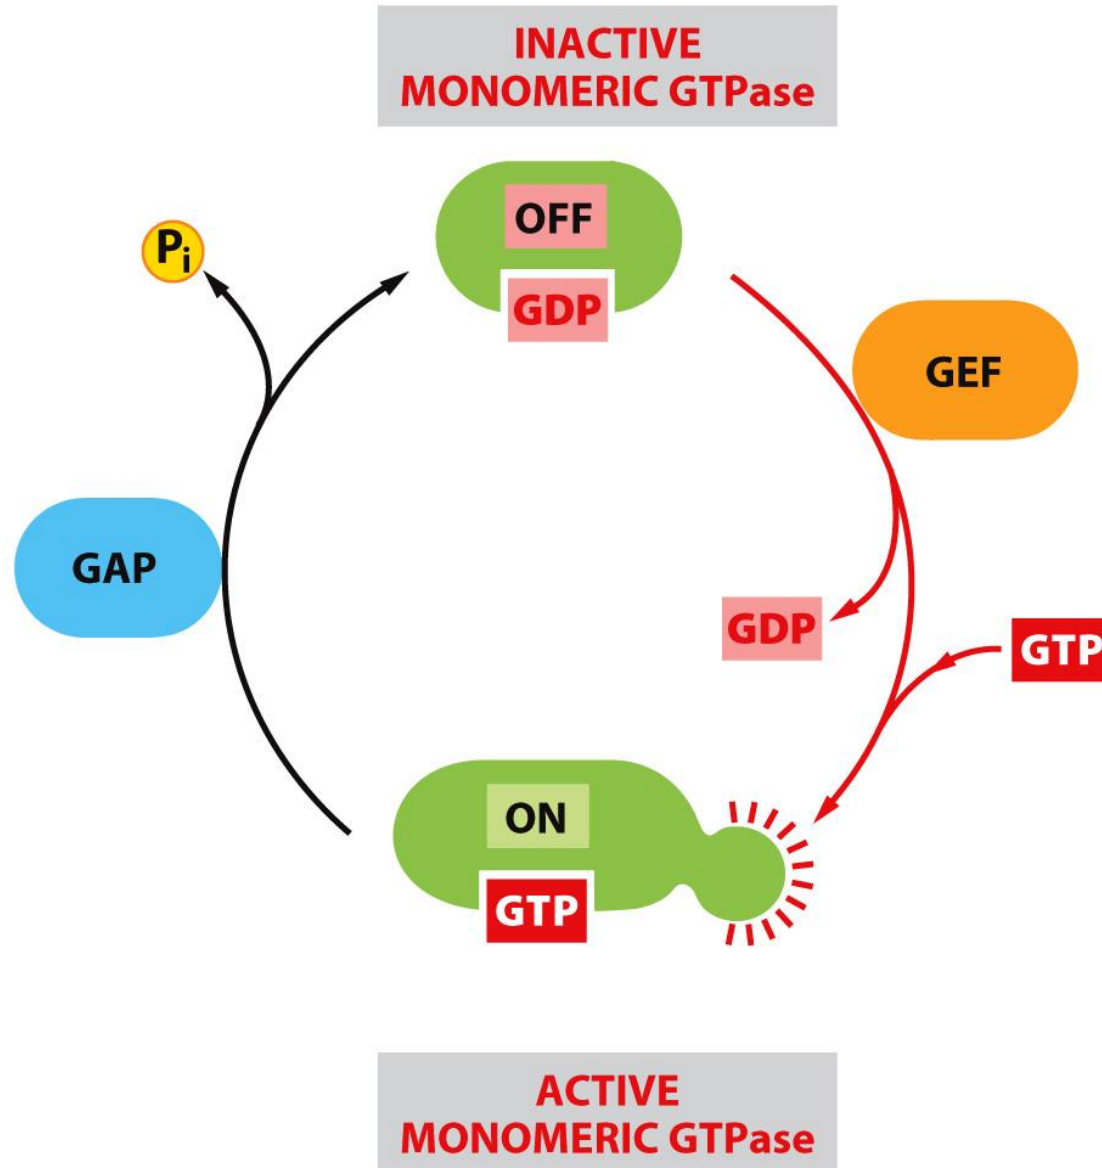 INACTIVE
MONOMERIC GTPase
OFF
Pi
GDP
GEF
GAP
GDP
GTP
ON
GTP
ACTIVE
MONOMERIC GTPase